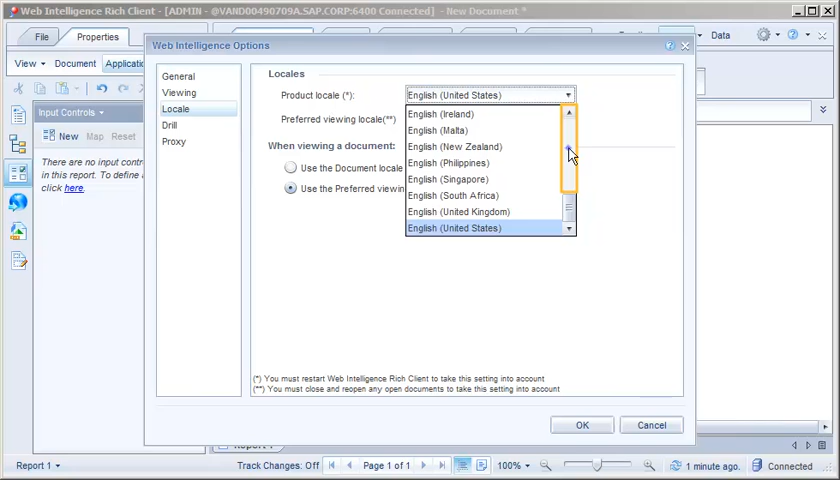 Web Intelligence Rich Client - [ADMIN - @VAND00490709A.SAP.CORP:6400 Connected] - New Document *
File
Properties
View
Document
Data
Input Controls
New
Map
Remove
There are no input
in this report. To define
click here.
Web Intelligence Options
General
Viewing
Locale
Drill
Proxy
Locales
Product locale (*):
English (United States)
Preferred viewing locale(**)
When viewing a document:
Use the Document locale
Use the Preferred
English (Ireland)
English (Malta)
English (New Zealand)
English (Philippines)
English (Singapore)
English (South Africa)
English (United Kingdom)
English (United States)
(*) You must restart Web Intelligence Rich Client to take this setting into account
(**) You must close and reopen any open documents to take this setting into account
OK
Cancel
Report 1
Track Changes: Off
Page 1 of 1
100%
1 minute ago.
Connected